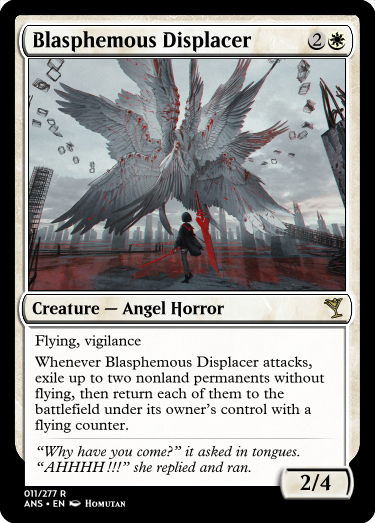 Blasphemous Displacer 2
Creature — Angel Horror
Flying, vigilance
Whenever Blasphemous Displacer attacks,
exile up to two nonland permanents without
flying, then return each of them to the
battlefield under its owner's control with a
flying counter.
"Why have you come?" it asked in tongues.
"AHHHH!!!" she replied and ran.
2/4
011/277 R
ANS • EN HOMUTAN